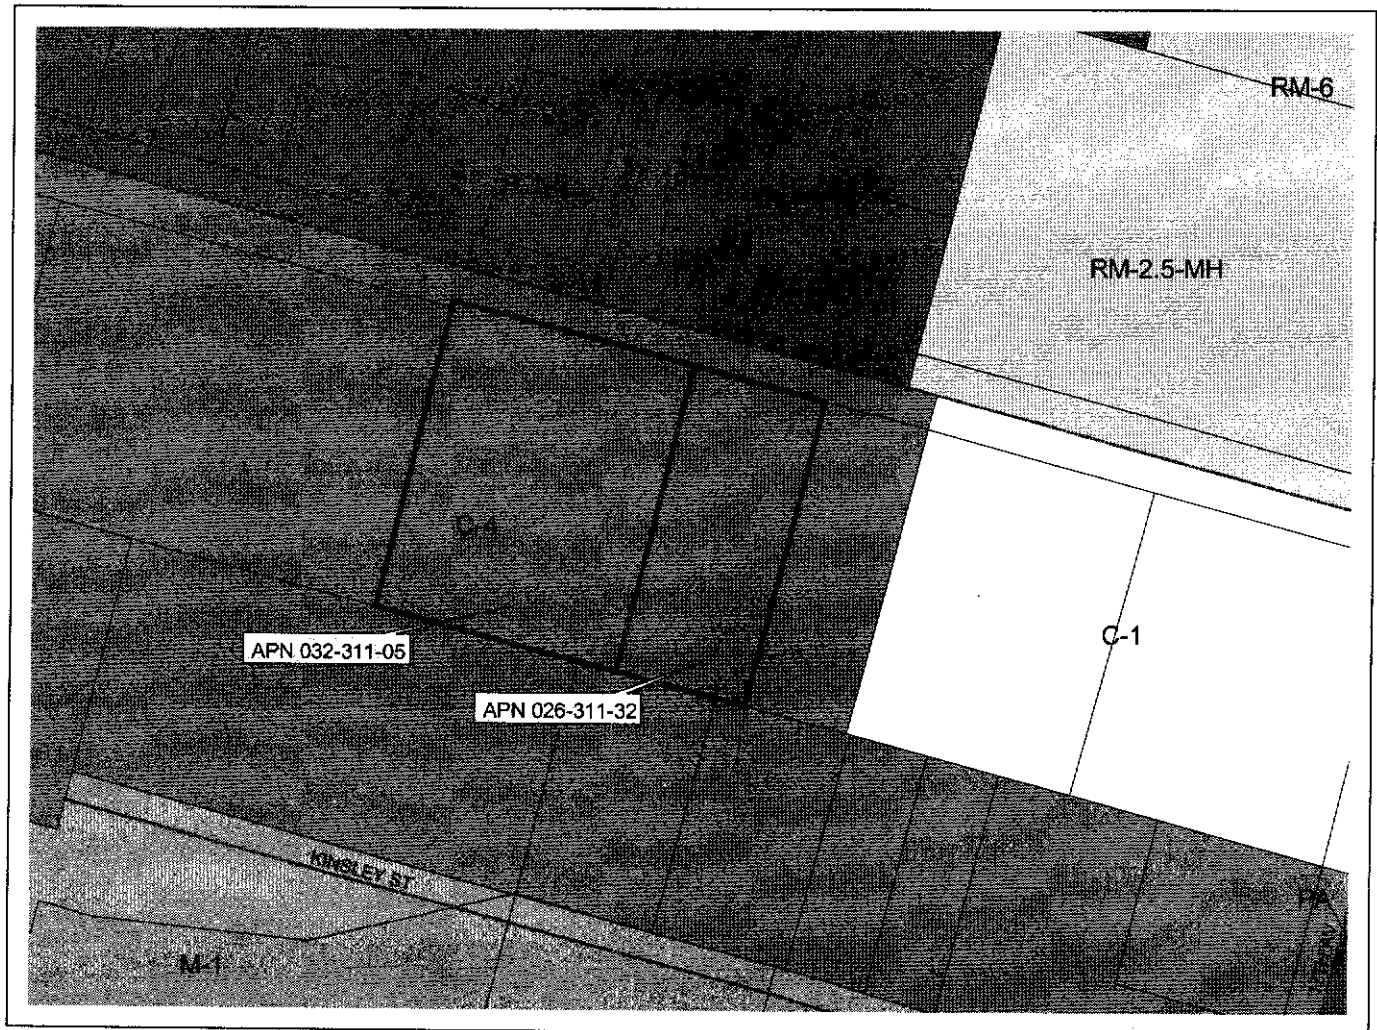 RM-6
RM-2.5-MH
C-4
C-1
APN 032-311-05
APN 026-311-32
KINSLEY ST
PA
M-1